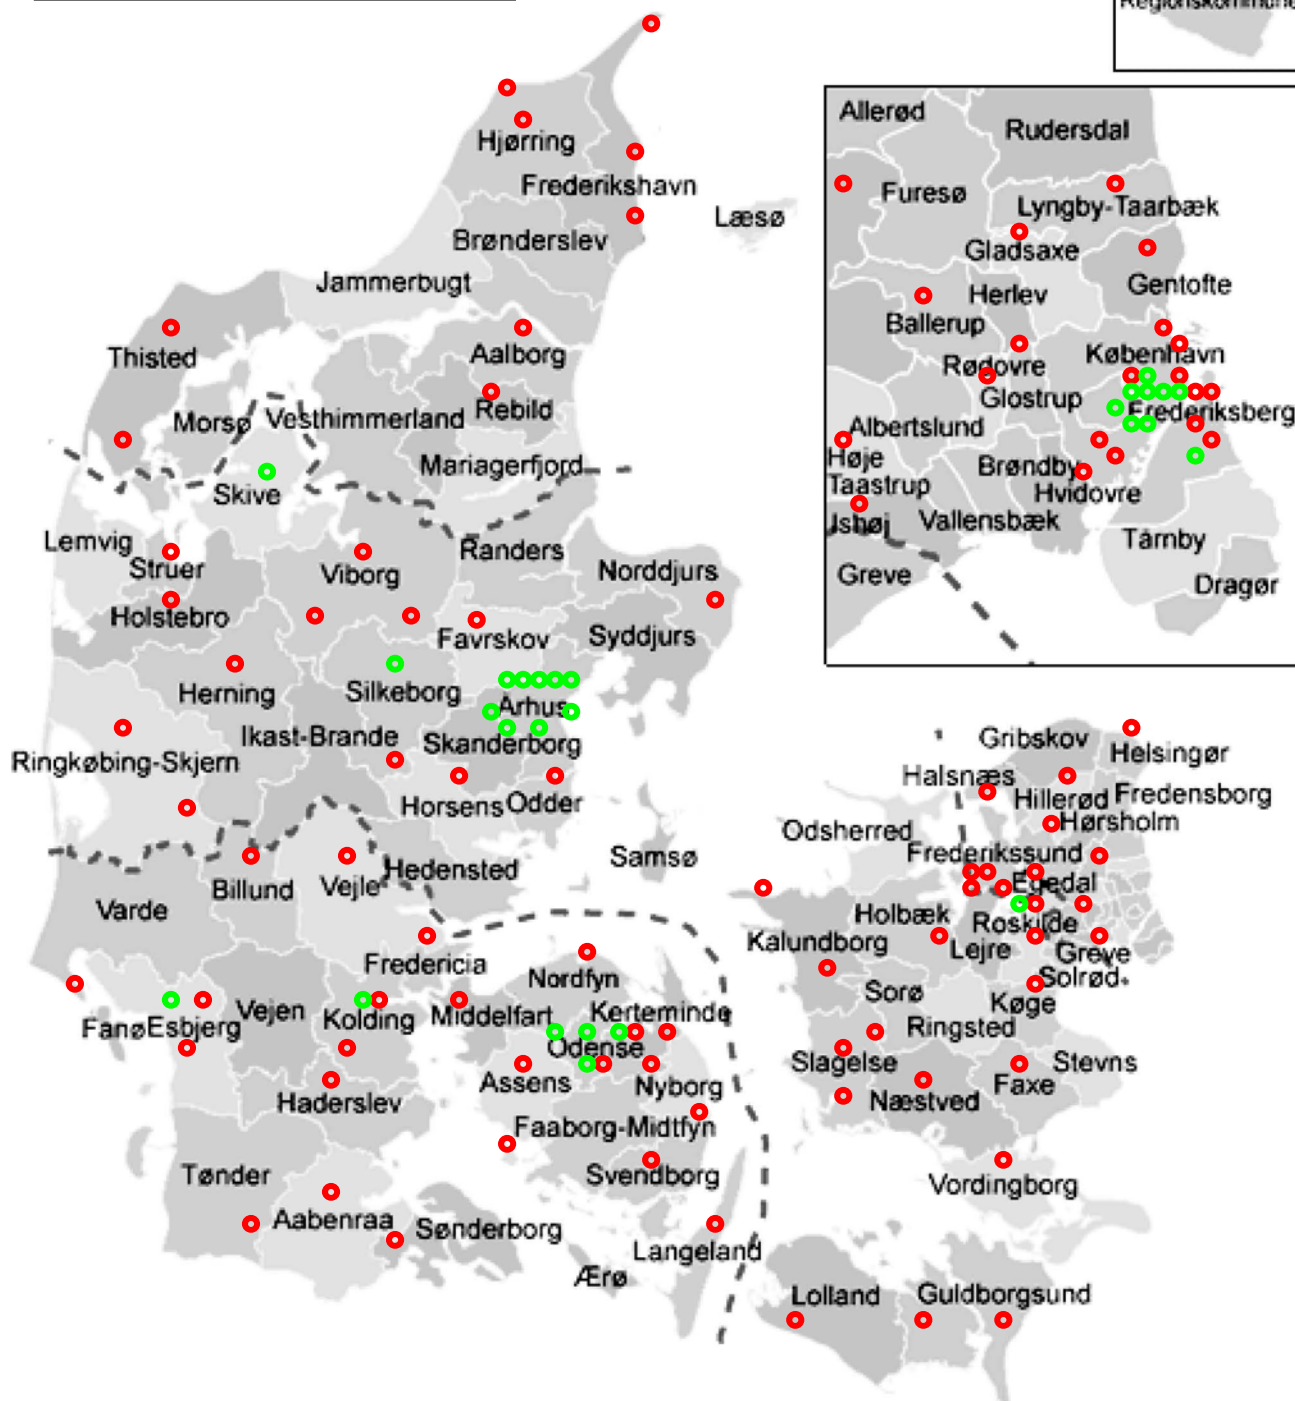 Regionskommune
Allerød
Rudersdal
Hjørring
Frederikshavn
Furesø
Lyngby-Taarbæk
Læsø
Brønderslev
Gladsaxe
Jammerbugt
Herlev
Gentofte
Ballerup
Thisted
Aalborg
København
Rødovre
Rebild
Glostrup
Morsø
Vesthimmerland
Frederiksberg
Albertslund
Høje
Taastrup
Mariagerfjord
Brøndby
Skive
Hvidovre
Ishøj
Vallensbæk
Lemvig
Struer
Viborg
Randers
Tårnby
Norddjurs
Greve
Dragør
Holstebro
Favrskov
Syddjurs
Herning
Silkeborg
Århus
Ikast-Brande
Skanderborg
Gribskov
Helsingør
Ringkøbing-Skjern
Halsnæs
Horsens
Odder
Hillerød
Fredensborg
Hørsholm
Odsherred
Samsø
Frederikssund
Hedensted
Billund
Vejle
Egedal
Varde
Holbæk
Roskilde
Kalundborg
Lejre
Greve
Fredericia
Nordfyn
Solrød
Sorø
Køge
Fanø
Esbjerg
Vejen
Kolding
Middelfart
Kerteminde
Ringsted
Odense
Slagelse
Stevns
Assens
Nyborg
Faxe
Haderslev
Næstved
Faaborg-Midtfyn
Tønder
Svendborg
Vordingborg
Aabenraa
Sønderborg
Langeland
Ærø
Lolland
Guldborgsund